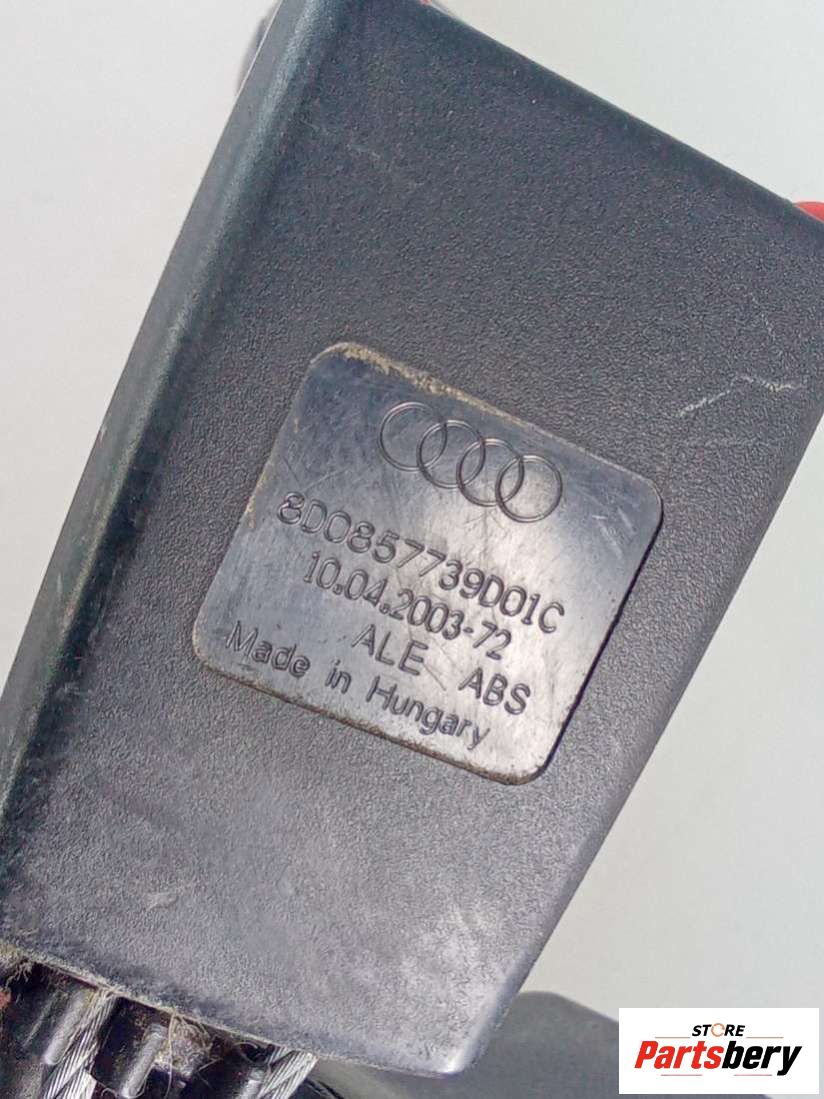 8D0857739D01C
10.04.2003-72
ALE ABS
Made in Hungary
STORE
Partsbery